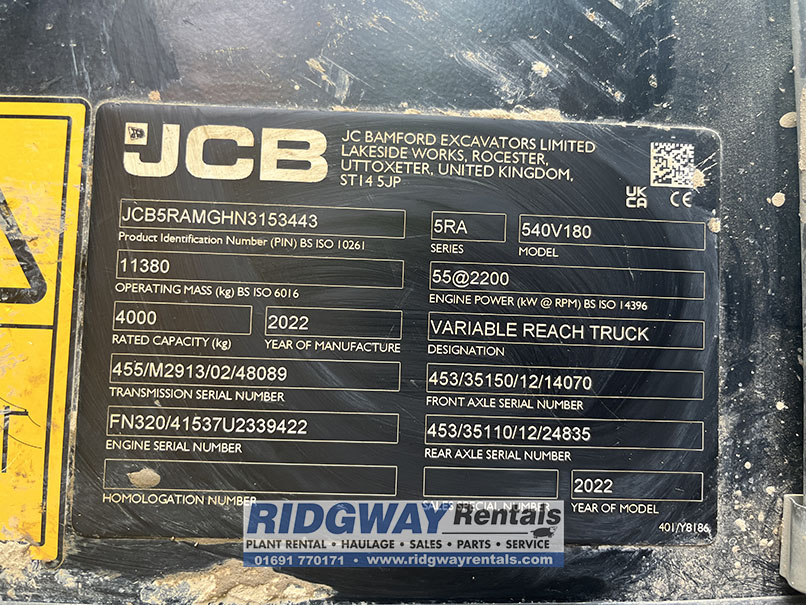 JCB
JC BAMFORD EXCAVATORS LIMITED
LAKESIDE WORKS, ROCESTER,
UTTOXETER, UNITED KINGDOM,
ST14 5JP
UK
CA CE
JCB5RAMGHN3153443
Product Identification Number (PIN) BS ISO 10261
5RA
SERIES
540V180
MODEL
11380
OPERATING MASS (kg) BS ISO 6016
55@2200
ENGINE POWER (kW @ RPM) BS ISO 14396
4000
RATED CAPACITY (kg)
2022
YEAR OF MANUFACTURE
VARIABLE REACH TRUCK
DESIGNATION
455/M2913/02/48089
TRANSMISSION SERIAL NUMBER
453/35150/12/14070
FRONT AXLE SERIAL NUMBER
FN320/41537U2339422
ENGINE SERIAL NUMBER
453/35110/12/24835
REAR AXLE SERIAL NUMBER
HOMOLOGATION NUMBER
SALES SPECIAL NUMBER
2022
YEAR OF MODEL
401/Y8186
RIDGWAY Rentals
PLANT RENTAL • HAULAGE • SALES • PARTS • SERVICE
01691 770171 • www.ridgwayrentals.com